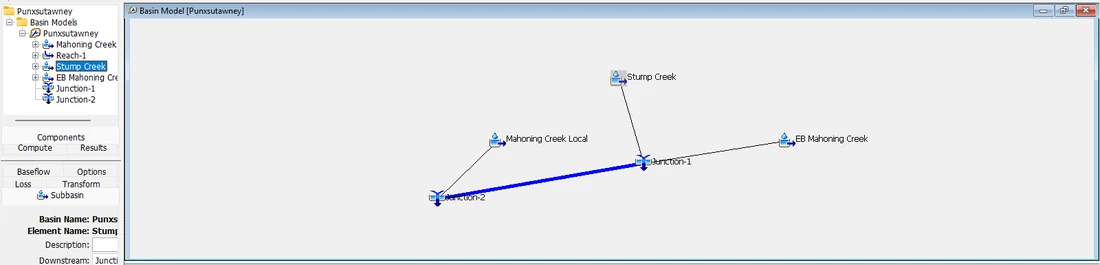 Punxsutawney
Basin Models
Punxsutawney
Mahoning Creek
Reach-1
Stump Creek
EB Mahoning Cre
Junction-1
Junction-2
Components
Compute Results
Baseflow Options
Loss Transform
Subbasin
Basin Name: Punxs
Element Name: Stump
Description:
Downstream: Juncti
Basin Model [Punxsutawney]
Stump Creek
Mahoning Creek Local
EB Mahoning Creek
Junction-1
Junction-2